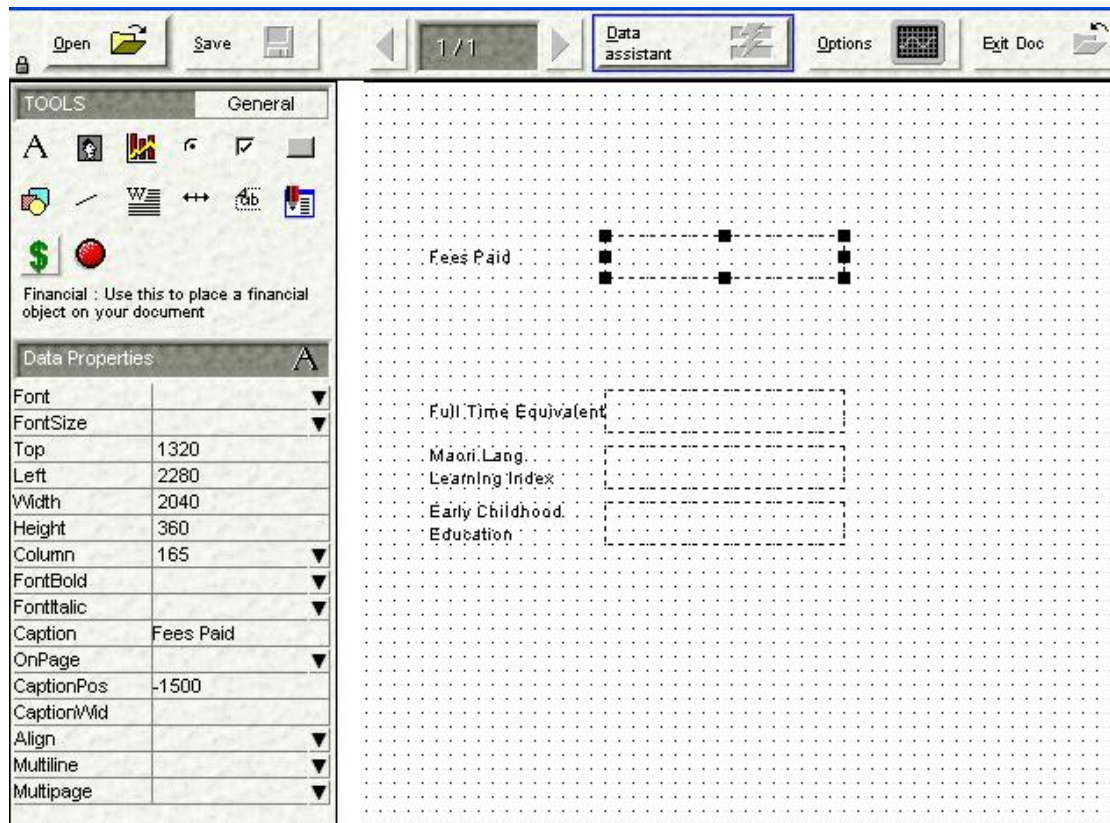 Open
Save
1/1
Data
assistant
Options
Exit Doc
TOOLS
General
Financial : Use this to place a financial
object on your document
Data Properties
Font
FontSize
Top 1320
Left 2280
Width 2040
Height 360
Column 165
FontBold
FontItalic
Caption Fees Paid
OnPage
CaptionPos -1500
CaptionWid
Align
Multiline
Multipage
Fees Paid
Full Time Equivalent
Maori Lang.
Learning Index
Early Childhood
Education